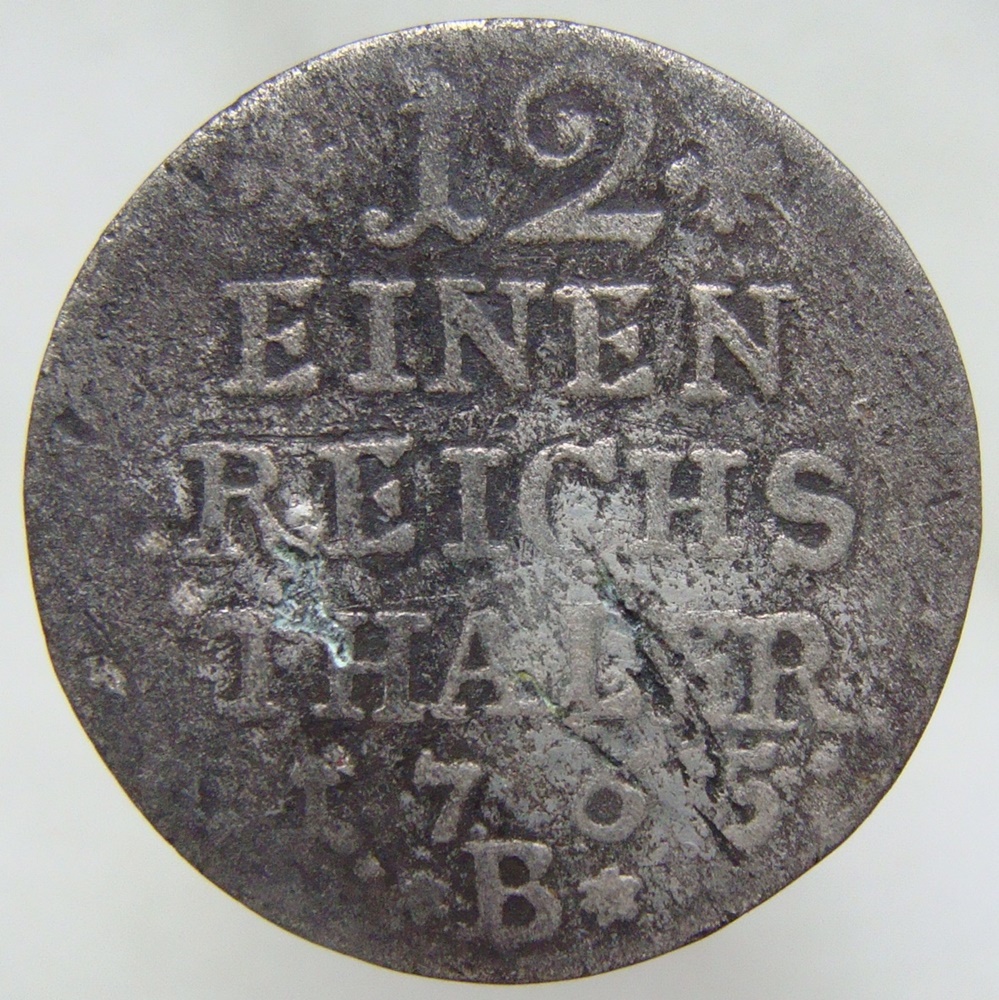 12
EINEN
REICHS
THALER
1765
* B *